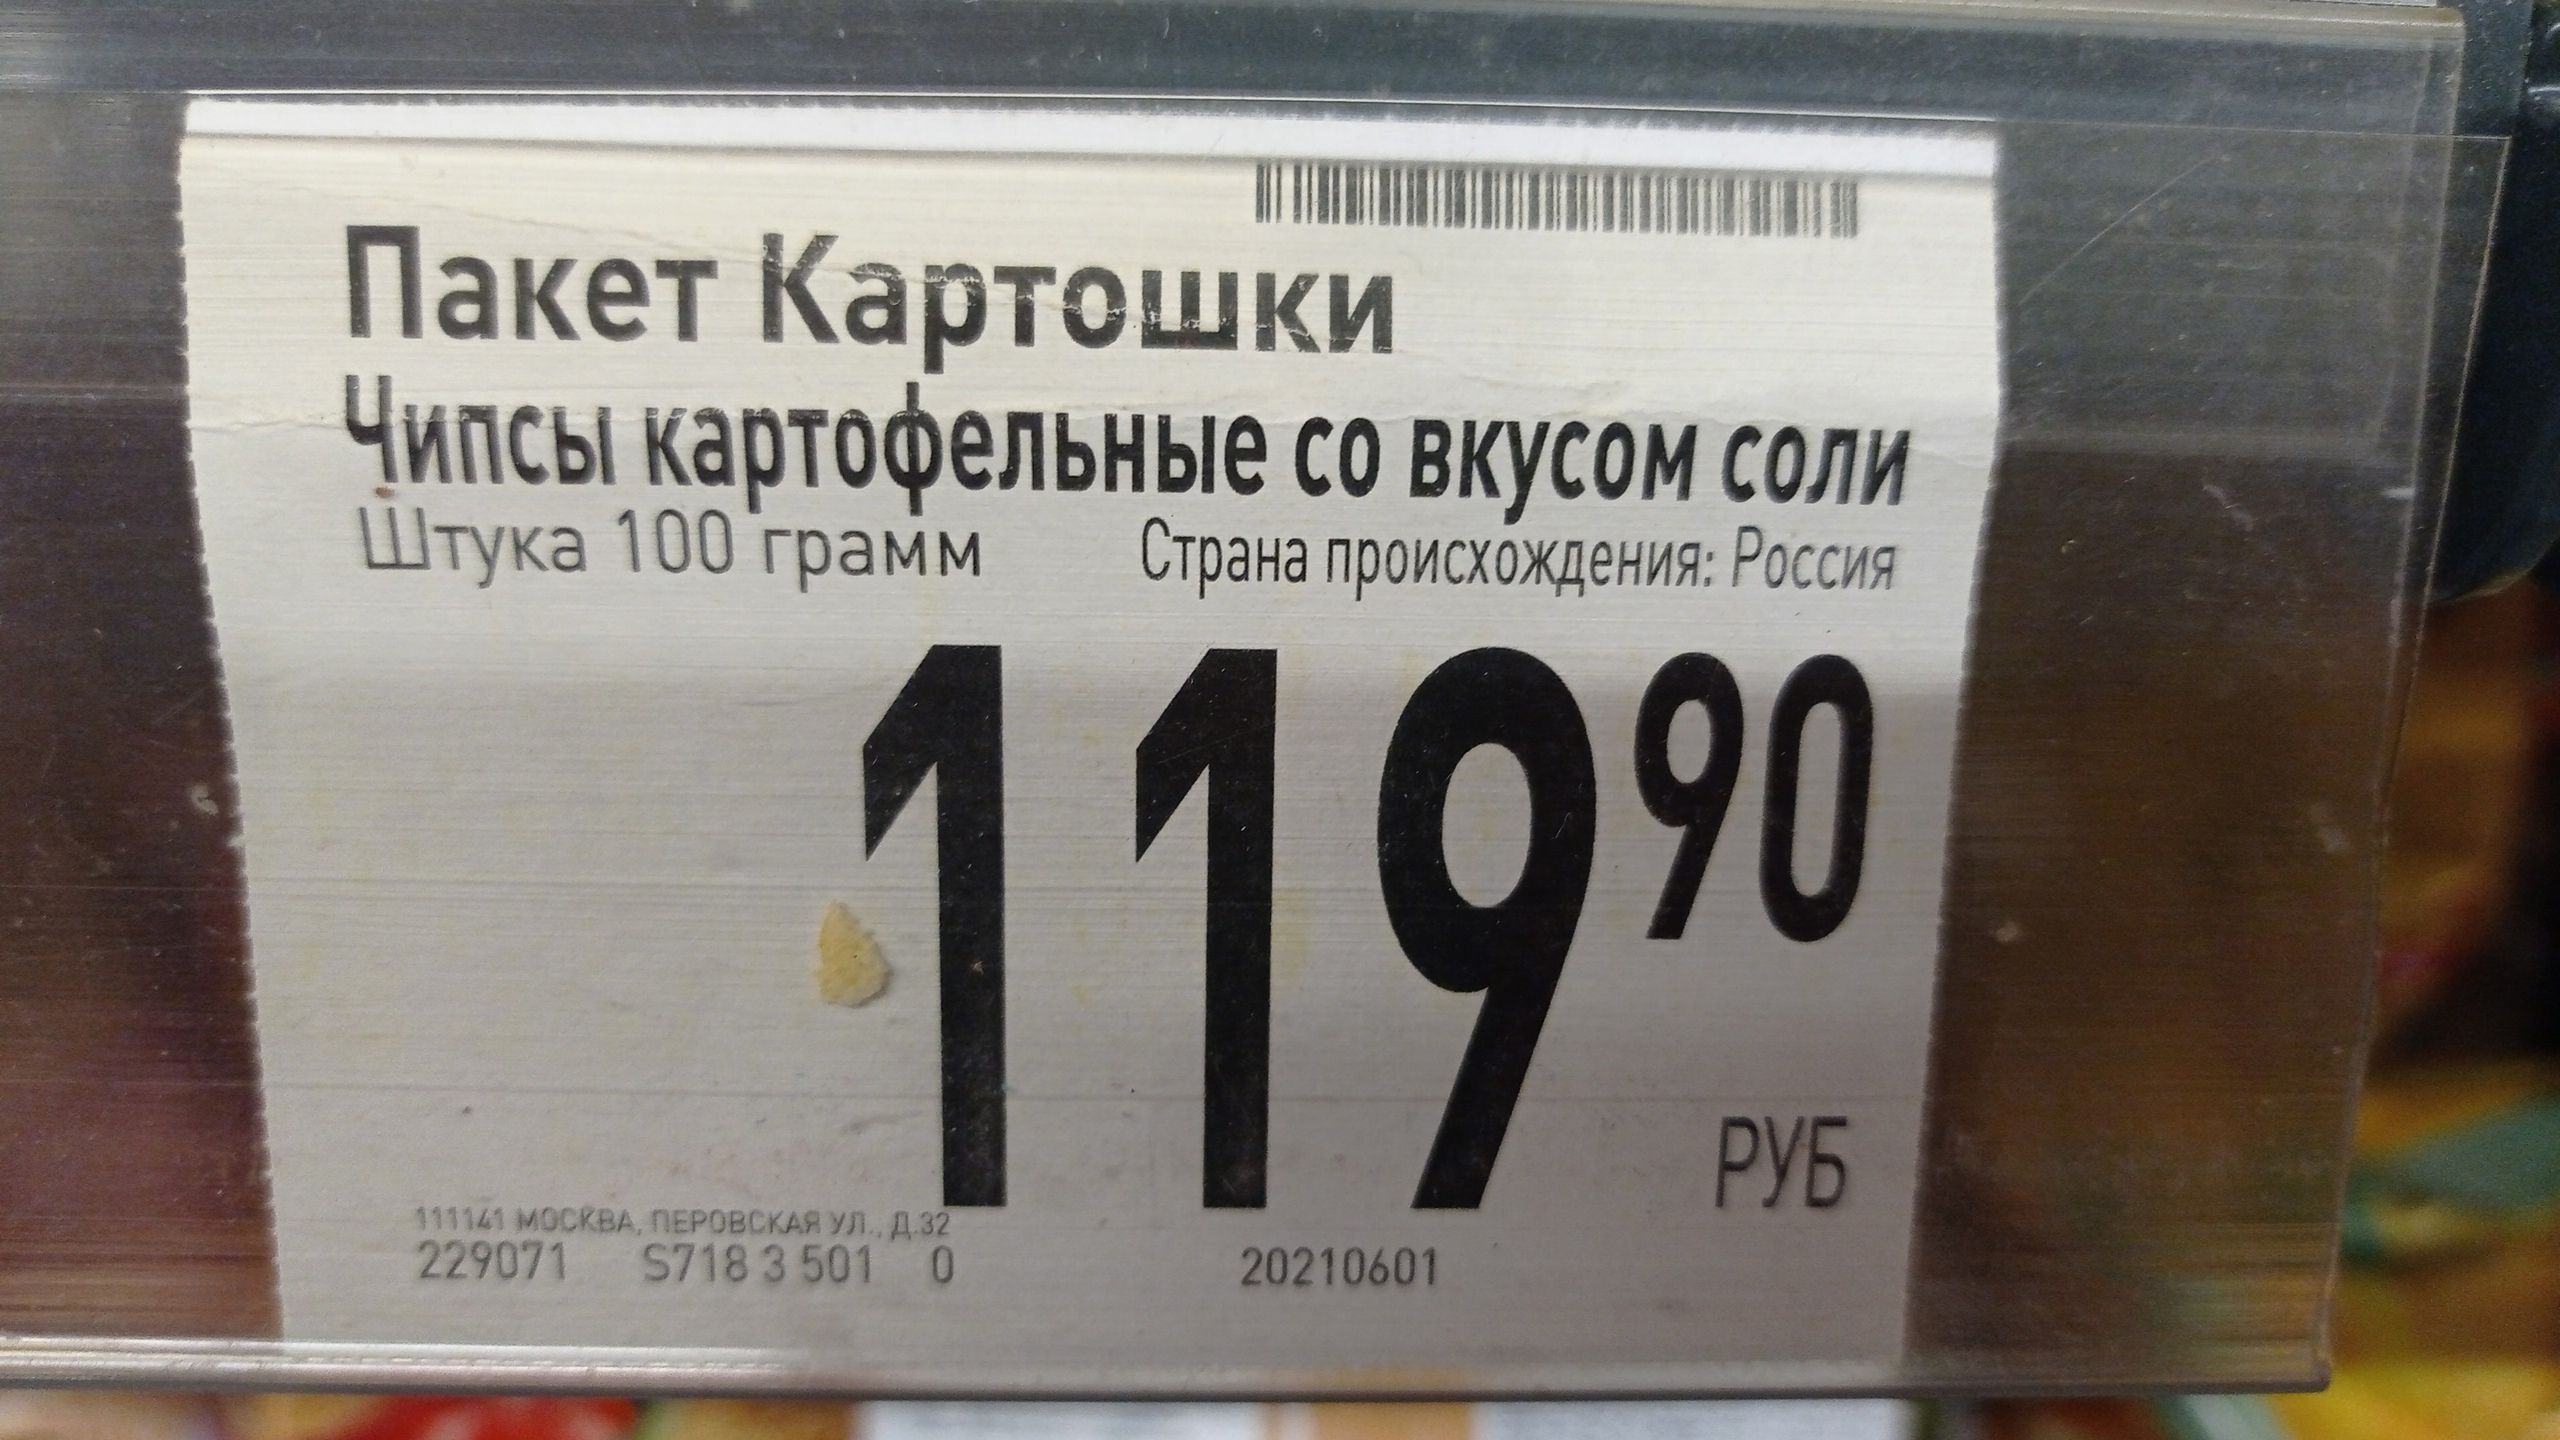 Пакет Картошки
Чипсы картофельные со вкусом соли
Штука 100 грамм Страна происхождения: Россия
119 90
РУБ
111141 МОСКВА, ПЕРОВСКАЯ УЛ., Д.32
229071 S718 3 501 0 20210601